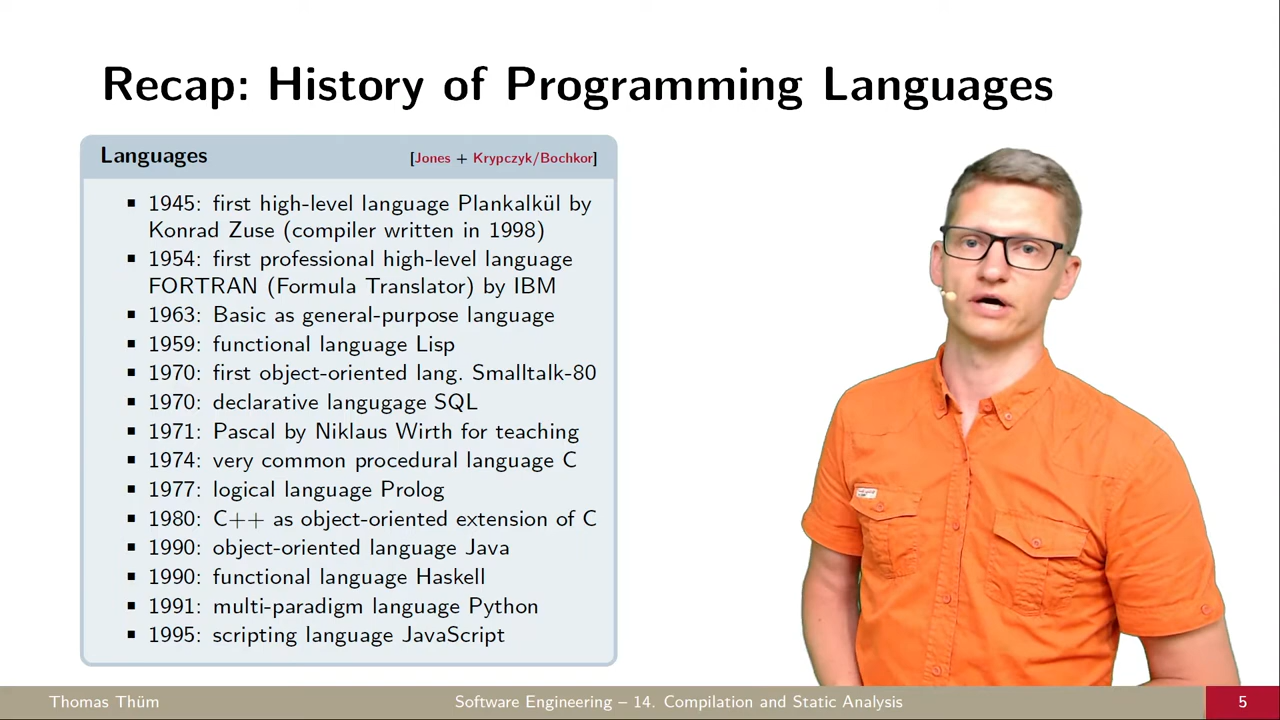 Recap: History of Programming Languages
Languages
[Jones + Krypczyk/Bochkor]
1945: first high-level language Plankalkül by
Konrad Zuse (compiler written in 1998)
1954: first professional high-level language
FORTRAN (Formula Translator) by IBM
1963: Basic as general-purpose language
1959: functional language Lisp
1970: first object-oriented lang. Smalltalk-80
1970: declarative langugage SQL
1971: Pascal by Niklaus Wirth for teaching
1974: very common procedural language C
1977: logical language Prolog
1980: C++ as object-oriented extension of C
1990: object-oriented language Java
1990: functional language Haskell
1991: multi-paradigm language Python
1995: scripting language JavaScript
Thomas Thüm
Software Engineering – 14. Compilation and Static Analysis
5